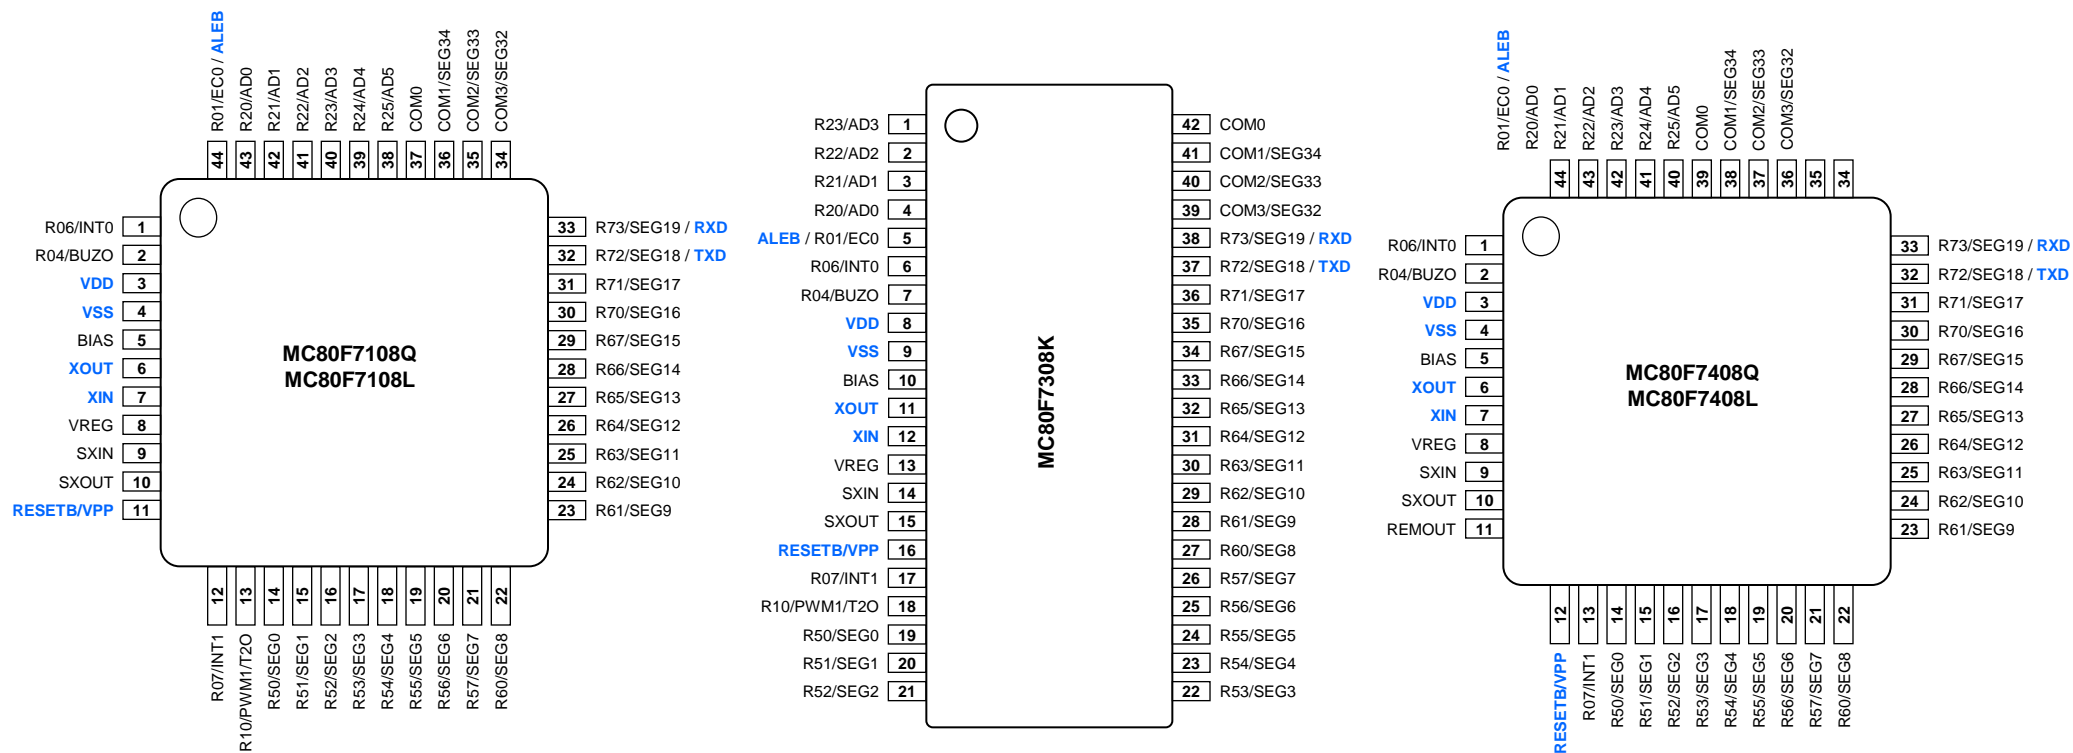 R01/EC0 / ALEB
R20/AD0
R21/AD1
R22/AD2
R23/AD3
R24/AD4
R25/AD5
COM0
COM1/SEG34
COM2/SEG33
COM3/SEG32
44 43 42 41 40 39 38 37 36 35 34
R06/INT0 1
R04/BUZO 2
VDD 3
VSS 4
BIAS 5
XOUT 6
XIN 7
VREG 8
SXIN 9
SXOUT 10
RESETB/VPP 11
MC80F7108Q
MC80F7108L
33 R73/SEG19 / RXD
32 R72/SEG18 / TXD
31 R71/SEG17
30 R70/SEG16
29 R67/SEG15
28 R66/SEG14
27 R65/SEG13
26 R64/SEG12
25 R63/SEG11
24 R62/SEG10
23 R61/SEG9
12 13 14 15 16 17 18 19 20 21 22
R07/INT1
R10/PWM1/T2O
R50/SEG0
R51/SEG1
R52/SEG2
R53/SEG3
R54/SEG4
R55/SEG5
R56/SEG6
R57/SEG7
R60/SEG8
R23/AD3 1
R22/AD2 2
R21/AD1 3
R20/AD0 4
ALEB / R01/EC0 5
R06/INT0 6
R04/BUZO 7
VDD 8
VSS 9
BIAS 10
XOUT 11
XIN 12
VREG 13
SXIN 14
SXOUT 15
RESETB/VPP 16
R07/INT1 17
R10/PWM1/T2O 18
R50/SEG0 19
R51/SEG1 20
R52/SEG2 21
MC80F7308K
42 COM0
41 COM1/SEG34
40 COM2/SEG33
39 COM3/SEG32
38 R73/SEG19 / RXD
37 R72/SEG18 / TXD
36 R71/SEG17
35 R70/SEG16
34 R67/SEG15
33 R66/SEG14
32 R65/SEG13
31 R64/SEG12
30 R63/SEG11
29 R62/SEG10
28 R61/SEG9
27 R60/SEG8
26 R57/SEG7
25 R56/SEG6
24 R55/SEG5
23 R54/SEG4
22 R53/SEG3
R01/EC0 / ALEB
R20/AD0
R21/AD1
R22/AD2
R23/AD3
R24/AD4
R25/AD5
COM0
COM1/SEG34
COM2/SEG33
COM3/SEG32
44 43 42 41 40 39 38 37 36 35 34
R06/INT0 1
R04/BUZO 2
VDD 3
VSS 4
BIAS 5
XOUT 6
XIN 7
VREG 8
SXIN 9
SXOUT 10
REMOUT 11
MC80F7408Q
MC80F7408L
33 R73/SEG19 / RXD
32 R72/SEG18 / TXD
31 R71/SEG17
30 R70/SEG16
29 R67/SEG15
28 R66/SEG14
27 R65/SEG13
26 R64/SEG12
25 R63/SEG11
24 R62/SEG10
23 R61/SEG9
12 13 14 15 16 17 18 19 20 21 22
RESETB/VPP
R07/INT1
R50/SEG0
R51/SEG1
R52/SEG2
R53/SEG3
R54/SEG4
R55/SEG5
R56/SEG6
R57/SEG7
R60/SEG8